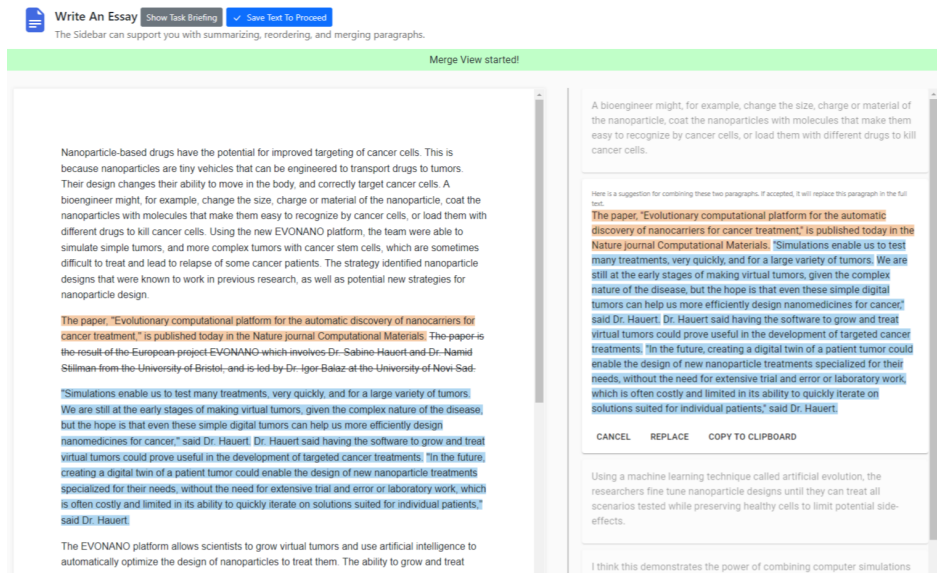 Write An Essay Show Task Briefing ✓ Save Text To Proceed
The Sidebar can support you with summarizing, reordering, and merging paragraphs.
Merge View started!
Nanoparticle-based drugs have the potential for improved targeting of cancer cells. This is
because nanoparticles are tiny vehicles that can be engineered to transport drugs to tumors.
Their design changes their ability to move in the body, and correctly target cancer cells. A
bioengineer might, for example, change the size, charge or material of the nanoparticle, coat the
nanoparticles with molecules that make them easy to recognize by cancer cells, or load them with
different drugs to kill cancer cells. Using the new EVONANO platform, the team were able to
simulate simple tumors, and more complex tumors with cancer stem cells, which are sometimes
difficult to treat and lead to relapse of some cancer patients. The strategy identified nanoparticle
designs that were known to work in previous research, as well as potential new strategies for
nanoparticle design.
The paper, "Evolutionary computational platform for the automatic discovery of nanocarriers for
cancer treatment," is published today in the Nature journal Computational Materials. The paper is
the result of the European project EVONANO which involves Dr. Sabine Hauert and Dr. Namid
Stillman from the University of Bristol, and is led by Dr. Igor Balaz at the University of Novi Sad.
"Simulations enable us to test many treatments, very quickly, and for a large variety of tumors.
We are still at the early stages of making virtual tumors, given the complex nature of the disease,
but the hope is that even these simple digital tumors can help us more efficiently design
nanomedicines for cancer," said Dr. Hauert. Dr. Hauert said having the software to grow and treat
virtual tumors could prove useful in the development of targeted cancer treatments. "In the future,
creating a digital twin of a patient tumor could enable the design of new nanoparticle treatments
specialized for their needs, without the need for extensive trial and error or laboratory work, which
is often costly and limited in its ability to quickly iterate on solutions suited for individual patients,"
said Dr. Hauert.
The EVONANO platform allows scientists to grow virtual tumors and use artificial intelligence to
automatically optimize the design of nanoparticles to treat them. The ability to grow and treat
A bioengineer might, for example, change the size, charge or material of
the nanoparticle, coat the nanoparticles with molecules that make them
easy to recognize by cancer cells, or load them with different drugs to kill
cancer cells.
Here is a suggestion for combining these two paragraphs. If accepted, it will replace this paragraph in the full
text.
The paper, "Evolutionary computational platform for the automatic
discovery of nanocarriers for cancer treatment," is published today in the
Nature journal Computational Materials. "Simulations enable us to test
many treatments, very quickly, and for a large variety of tumors. We are
still at the early stages of making virtual tumors, given the complex
nature of the disease, but the hope is that even these simple digital
tumors can help us more efficiently design nanomedicines for cancer,"
said Dr. Hauert. Dr. Hauert said having the software to grow and treat
virtual tumors could prove useful in the development of targeted cancer
treatments. "In the future, creating a digital twin of a patient tumor could
enable the design of new nanoparticle treatments specialized for their
needs, without the need for extensive trial and error or laboratory work,
which is often costly and limited in its ability to quickly iterate on
solutions suited for individual patients," said Dr. Hauert.
CANCEL REPLACE COPY TO CLIPBOARD
Using a machine learning technique called artificial evolution, the
researchers fine tune nanoparticle designs until they can treat all
scenarios tested while preserving healthy cells to limit potential side-
effects.
I think this demonstrates the power of combining computer simulations